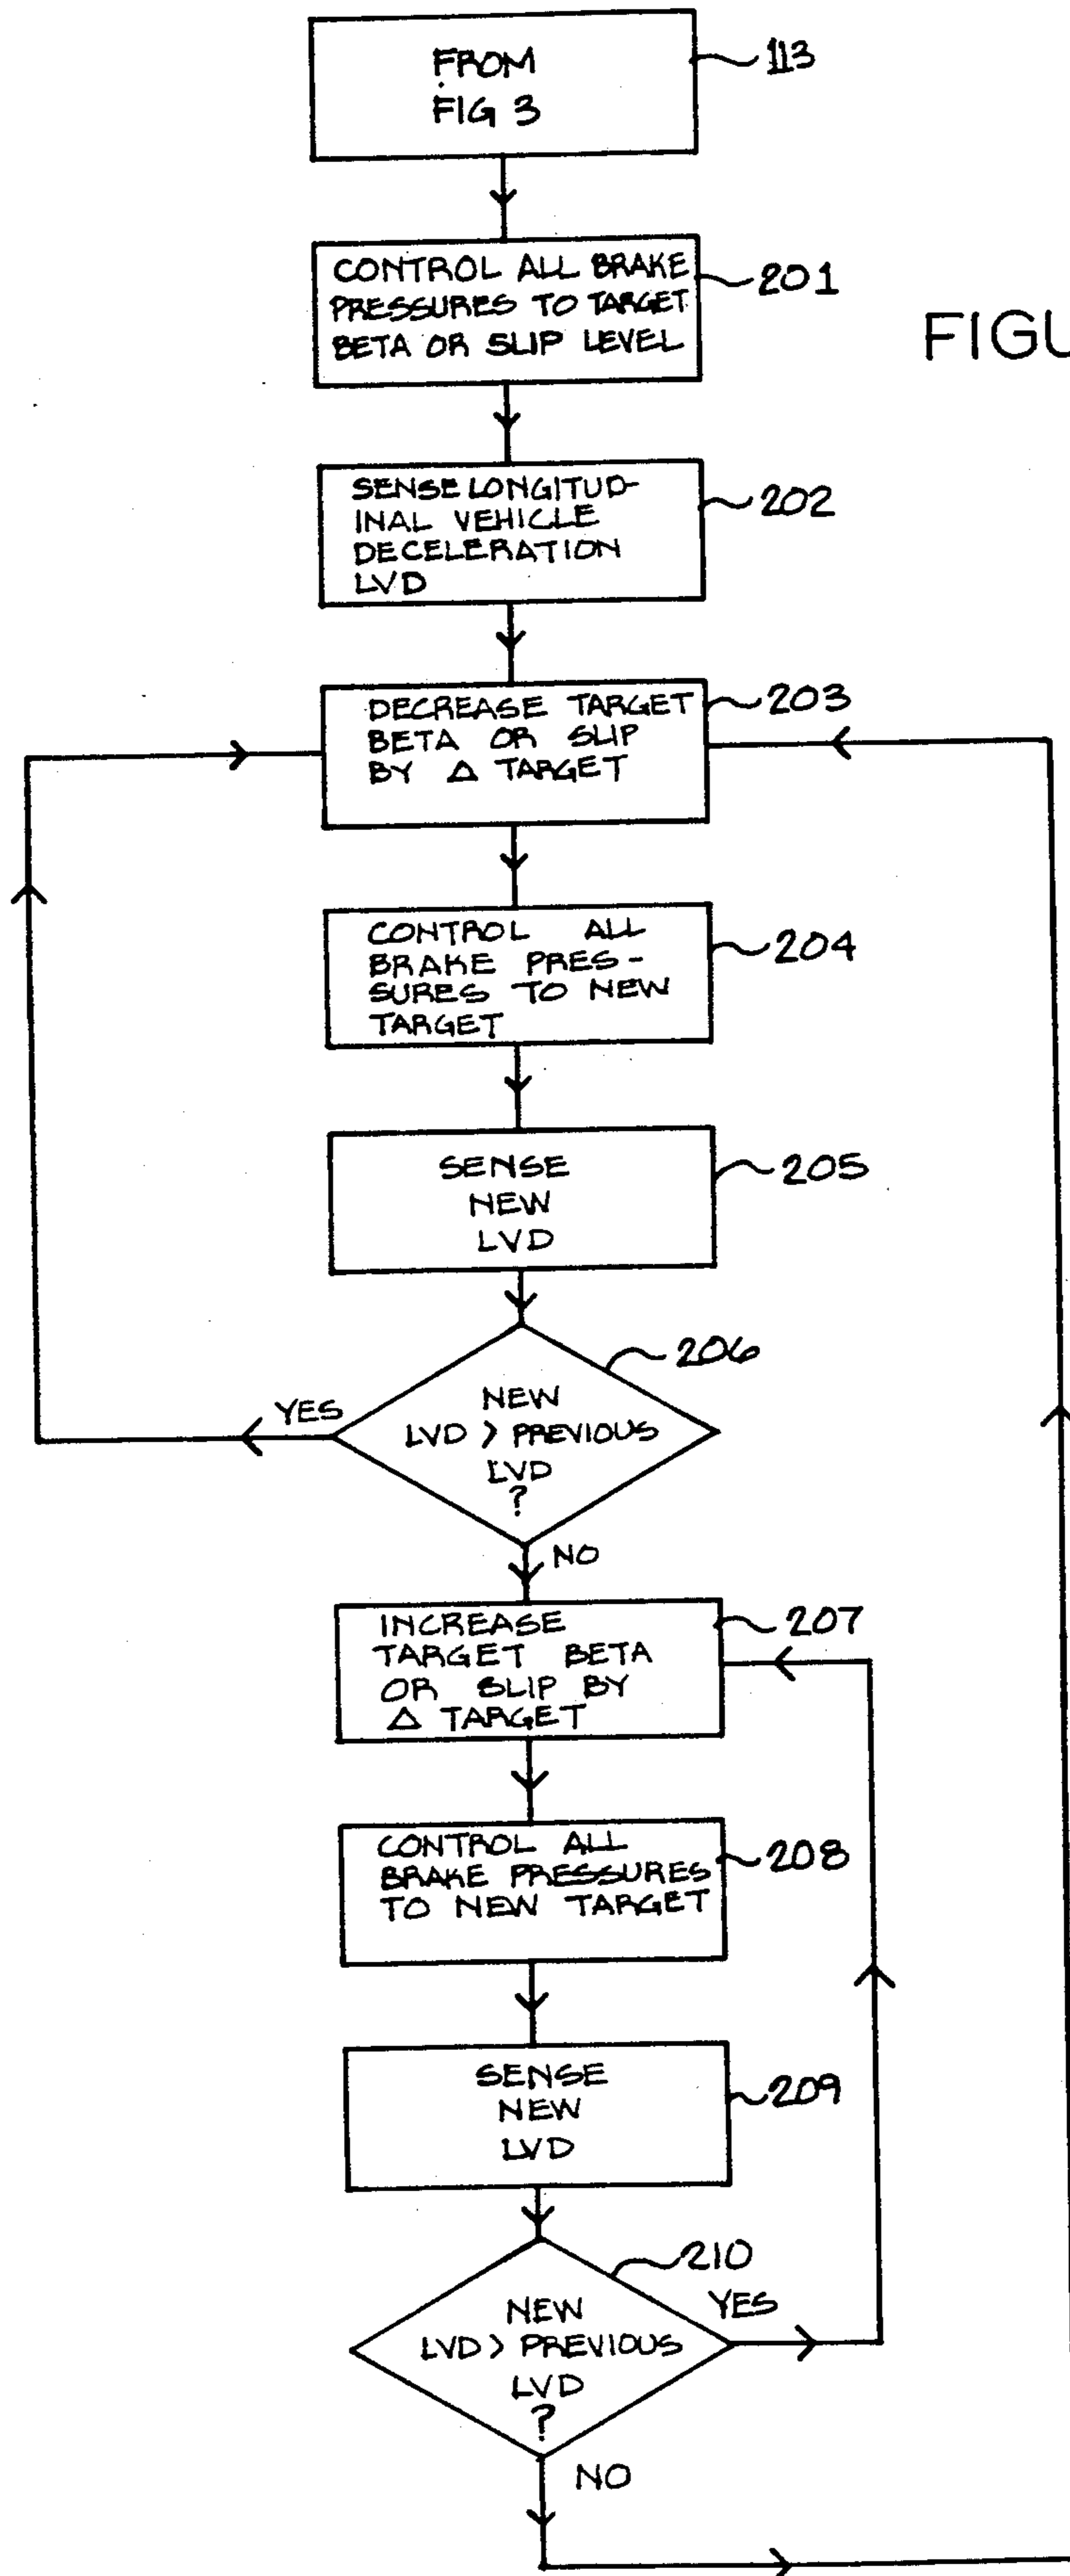 FROM
FIG 3
113
CONTROL ALL BRAKE
PRESSURES TO TARGET
BETA OR SLIP LEVEL
201
FIGU
SENSE LONGITUD-
INAL VEHICLE
DECELERATION
LVD
202
DECREASE TARGET
BETA OR SLIP
BY Δ TARGET
203
CONTROL ALL
BRAKE PRES-
SURES TO NEW
TARGET
204
SENSE
NEW
LVD
205
206
NEW
LVD > PREVIOUS
LVD
?
YES
NO
INCREASE
TARGET BETA
OR SLIP BY
Δ TARGET
207
CONTROL ALL
BRAKE PRESSURES
TO NEW TARGET
208
SENSE
NEW
LVD
209
210
NEW
LVD > PREVIOUS
LVD
?
YES
NO